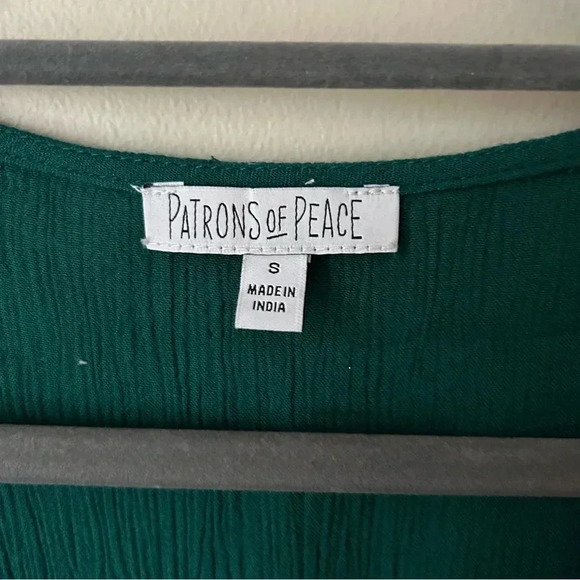 PATRONS OF PEACE
S
MADE IN
INDIA